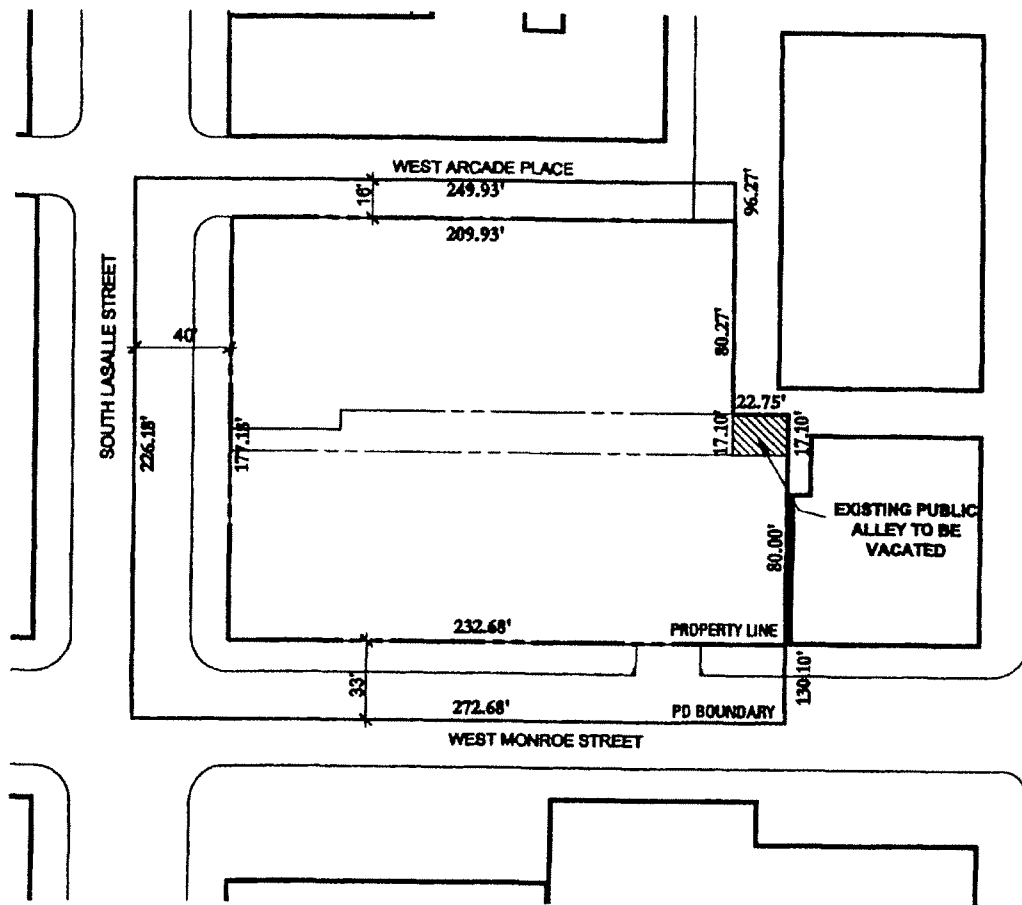 WEST ARCADE PLACE
249.93'
16'
96.27'
209.93'
SOUTH LASALLE STREET
40'
80.27'
22.75'
226.18'
177.18'
17.10'
17.10'
EXISTING PUBLIC
ALLEY TO BE
VACATED
80.00'
232.68'
PROPERTY LINE
33'
130.10'
272.68'
PD BOUNDARY
WEST MONROE STREET